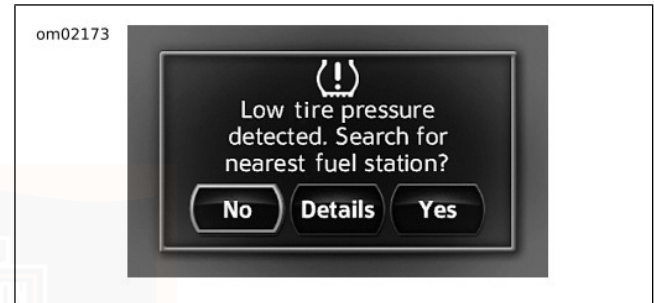 om02173
Low tire pressure
detected. Search for
nearest fuel station?
No Details Yes